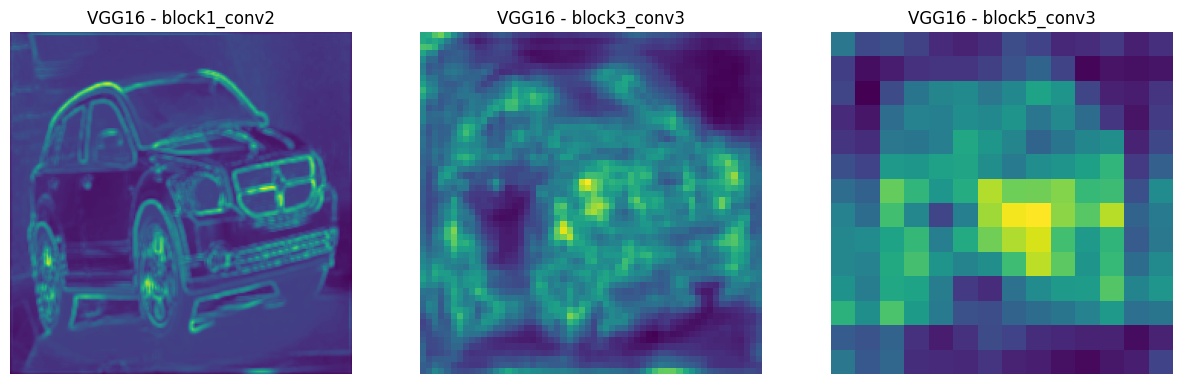 VGG16 - block1_conv2
VGG16 - block3_conv3
VGG16 - block5_conv3